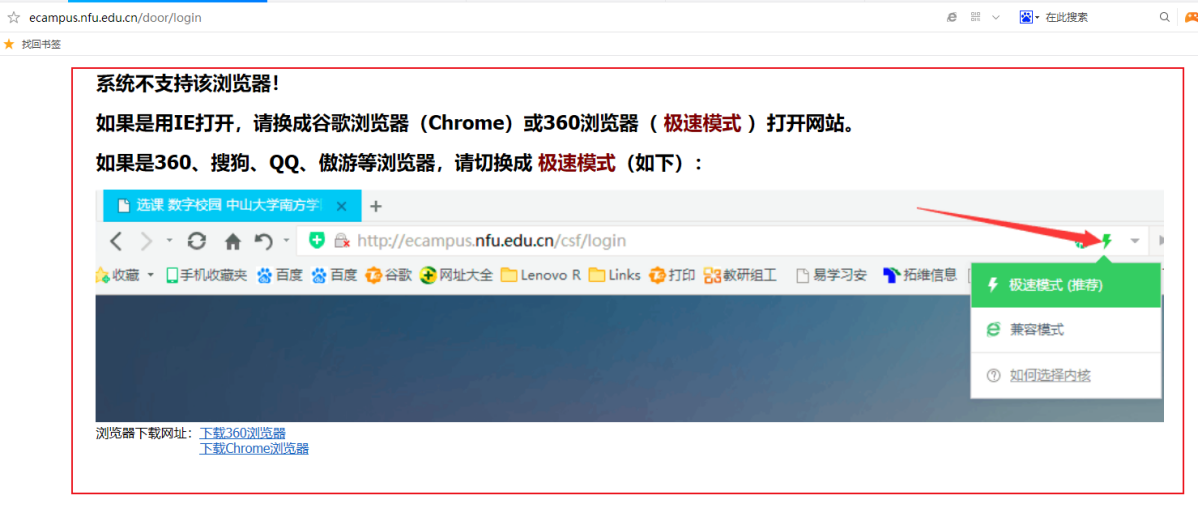 ecampus.nfu.edu.cn/door/login
在此搜索
找回书签
系统不支持该浏览器！
如果是用IE打开，请换成谷歌浏览器（Chrome）或360浏览器（ 极速模式 ）打开网站。
如果是360、搜狗、QQ、傲游等浏览器，请切换成 极速模式（如下）：
选课 数字校园 中山大学南方学
http://ecampus.nfu.edu.cn/csf/login
收藏 手机收藏夹 百度 百度 谷歌 网址大全 Lenovo R Links 打印 教研组工 易学习安 拓维信息
极速模式 (推荐)
兼容模式
如何选择内核
浏览器下载网址： 下载360浏览器
下载Chrome浏览器